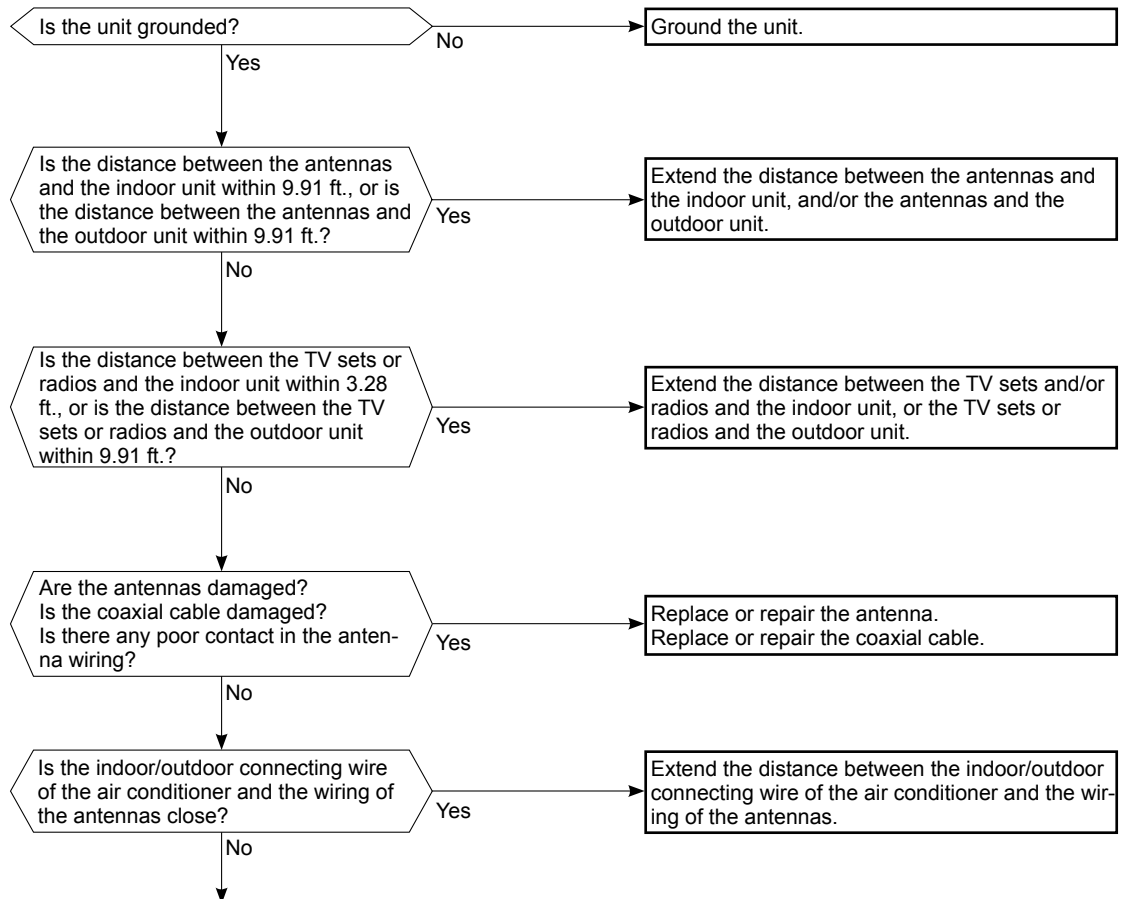 Is the unit grounded?
No
Ground the unit.
Yes
Is the distance between the antennas
and the indoor unit within 9.91 ft., or is
the distance between the antennas and
the outdoor unit within 9.91 ft.?
Yes
Extend the distance between the antennas and
the indoor unit, and/or the antennas and the
outdoor unit.
No
Is the distance between the TV sets or
radios and the indoor unit within 3.28
ft., or is the distance between the TV
sets or radios and the outdoor unit
within 9.91 ft.?
Yes
Extend the distance between the TV sets and/or
radios and the indoor unit, or the TV sets or
radios and the outdoor unit.
No
Are the antennas damaged?
Is the coaxial cable damaged?
Is there any poor contact in the anten-
na wiring?
Yes
Replace or repair the antenna.
Replace or repair the coaxial cable.
No
Is the indoor/outdoor connecting wire
of the air conditioner and the wiring of
the antennas close?
Yes
Extend the distance between the indoor/outdoor
connecting wire of the air conditioner and the wir-
ing of the antennas.
No